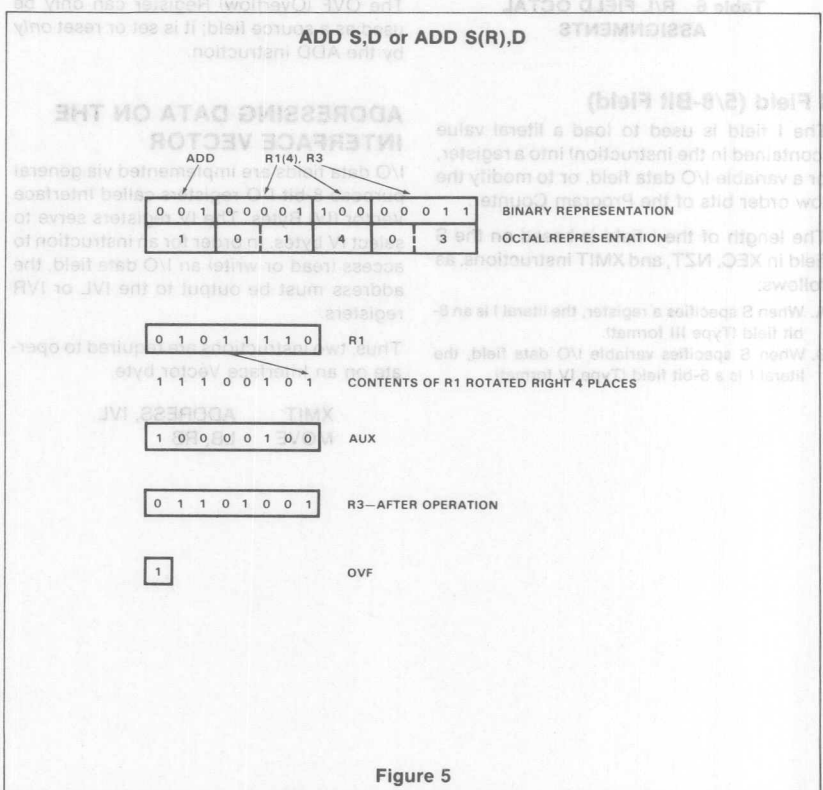 ADD S,D or ADD S(R),D
ADD R1(4), R3
0 0 1 0 0 0 0 1 1 0 0 0 0 0 1 1 BINARY REPRESENTATION
1 0 1 4 0 3 OCTAL REPRESENTATION
0 1 0 1 1 1 1 0 R1
1 1 1 0 0 1 0 1 CONTENTS OF R1 ROTATED RIGHT 4 PLACES
1 0 0 0 0 1 0 0 AUX
0 1 1 0 1 0 0 1 R3—AFTER OPERATION
1 OVF
Figure 5